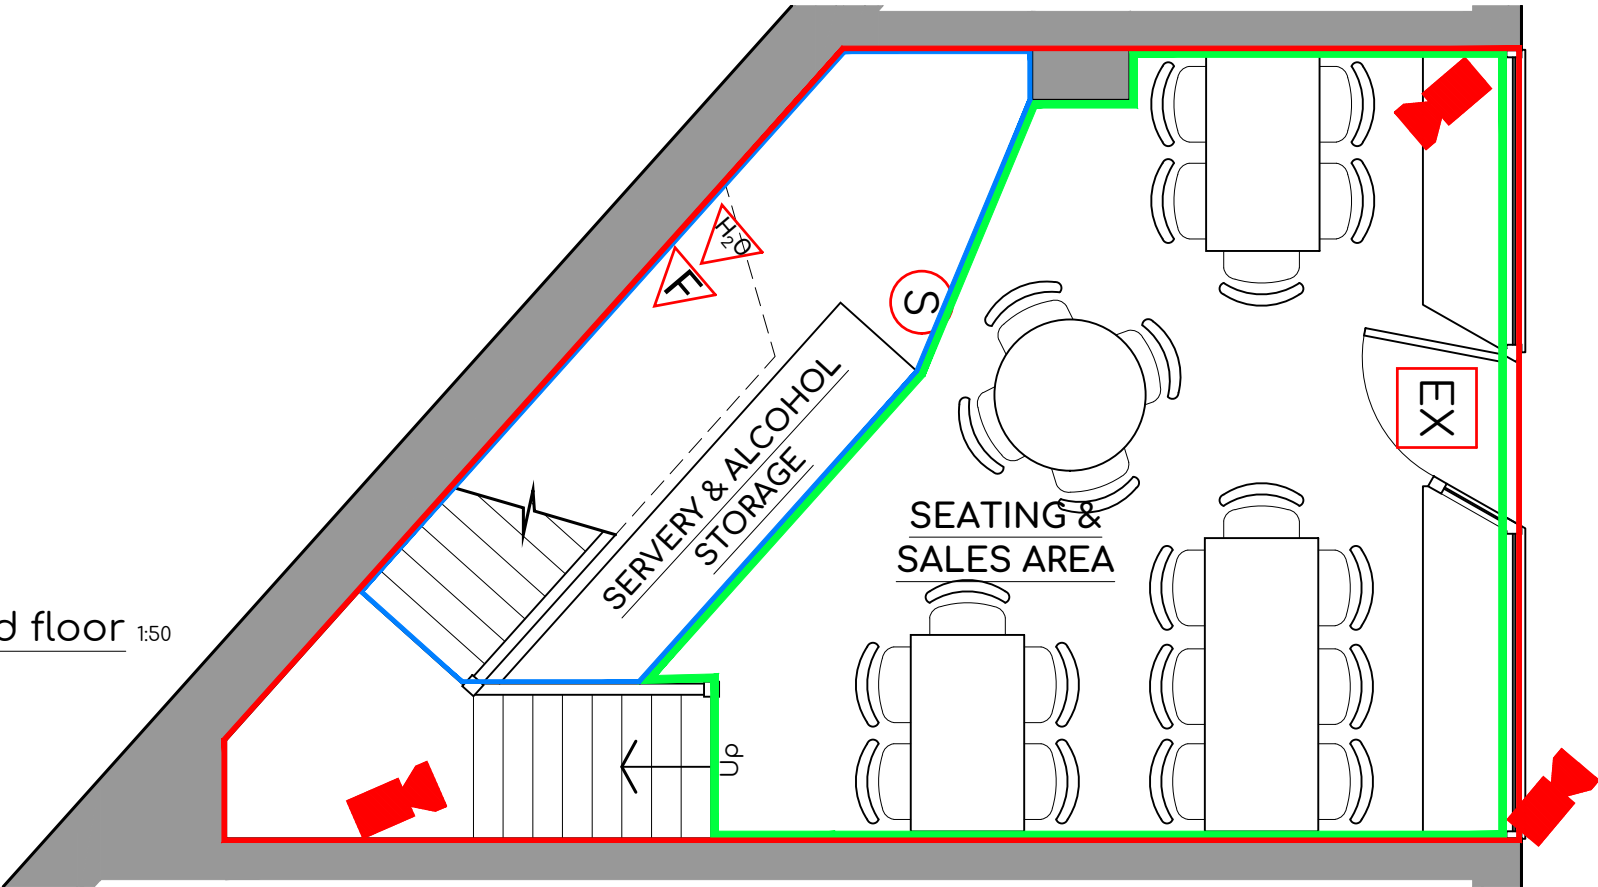 H2O
F
S
SERVERY & ALCOHOL
STORAGE
EX
SEATING &
SALES AREA
d floor 1:50
Up